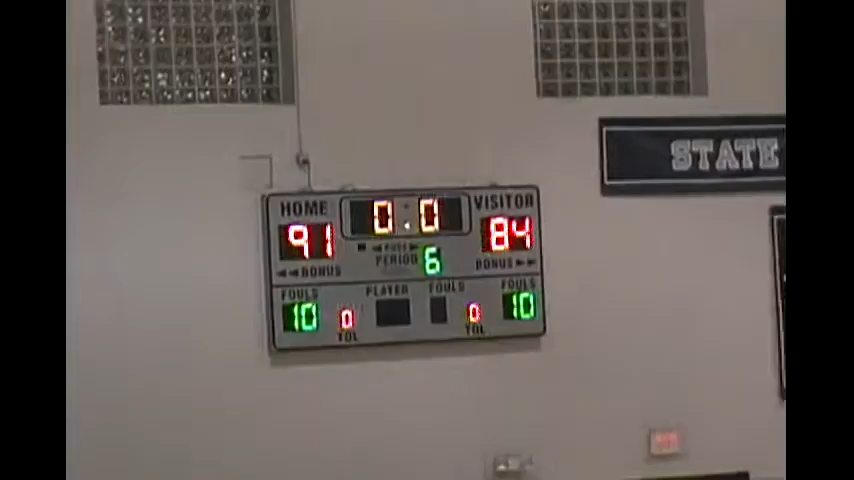 STATE
HOME 0:0 VISITOR
91 84
◄◄BONUS ◄POSS► PERIOD 6 BONUS►►
FOULS PLAYER FOULS FOULS
10 0 0 10
TOL TOL